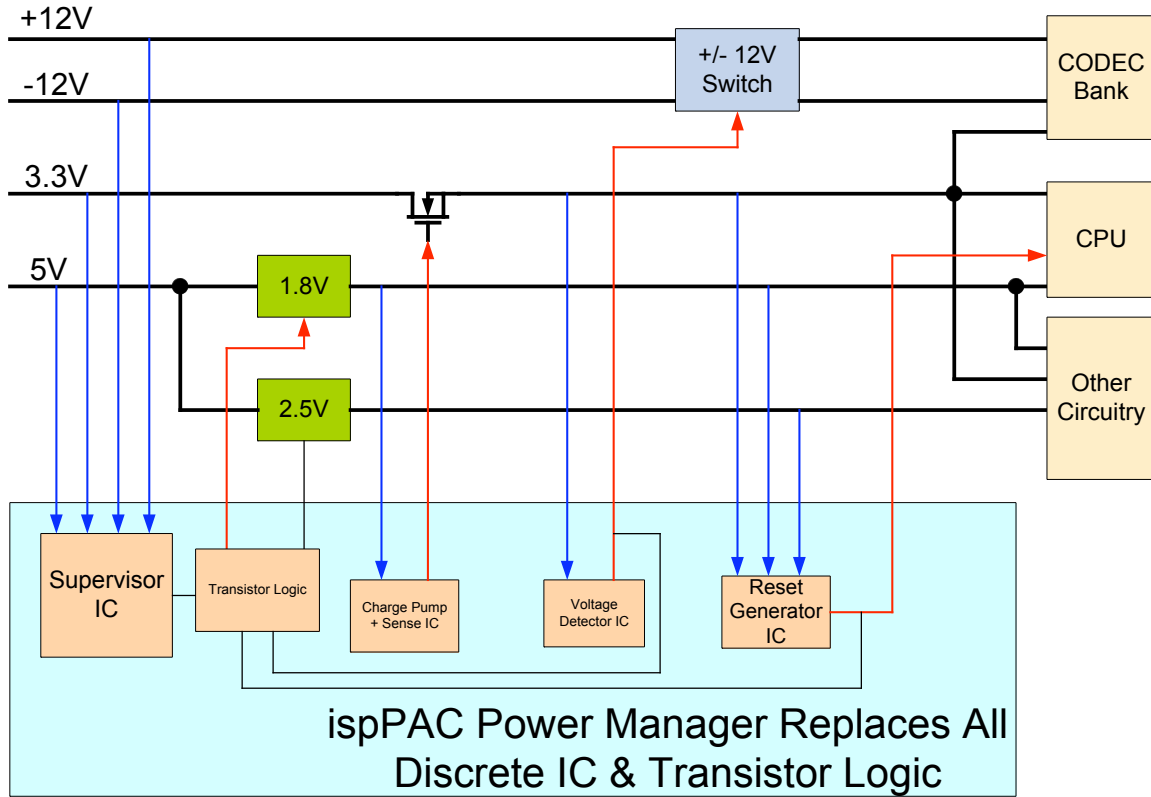 +12V
+/- 12V
Switch
CODEC
Bank
-12V
3.3V
CPU
5V
1.8V
2.5V
Other
Circuitry
Supervisor
IC
Transistor Logic
Charge Pump
+ Sense IC
Voltage
Detector IC
Reset
Generator
IC
ispPAC Power Manager Replaces All
Discrete IC & Transistor Logic